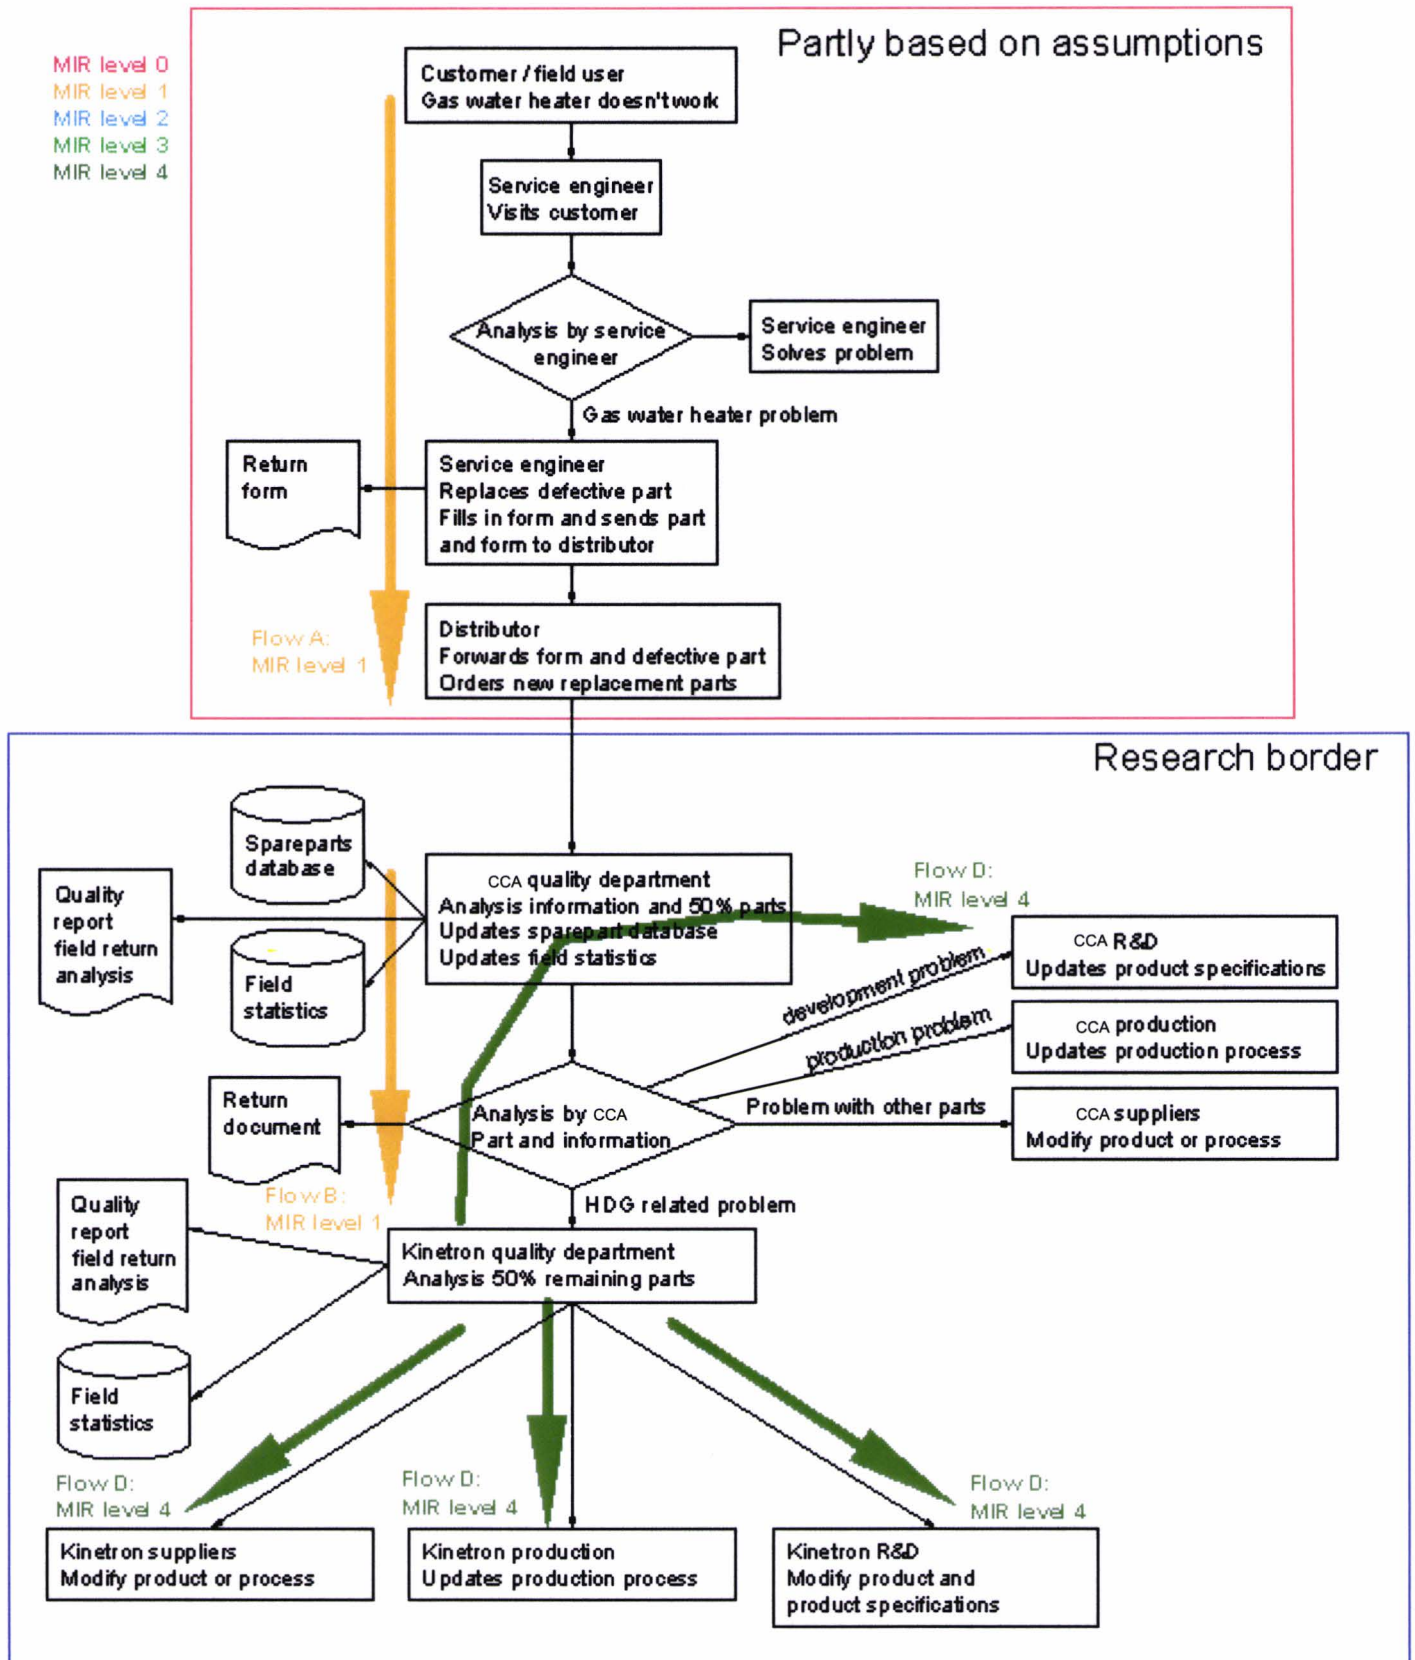 Partly based on assumptions
MIR level 0
MIR level 1
MIR level 2
MIR level 3
MIR level 4
Customer / field user
Gas water heater doesn't work
Service engineer
Visits customer
Analysis by service
engineer
Service engineer
Solves problem
Gas water heater problem
Return
form
Service engineer
Replaces defective part
Fills in form and sends part
and form to distributor
Flow A:
MIR level 1
Distributor
Forwards form and defective part
Orders new replacement parts
Research border
Spareparts
database
Quality
report
field return
analysis
Field
statistics
CCA quality department
Analysis information and 50% parts
Updates sparepart database
Updates field statistics
Flow D:
MIR level 4
development problem
production problem
CCA R&D
Updates product specifications
CCA production
Updates production process
Return
document
Analysis by CCA
Part and information
Problem with other parts
CCA suppliers
Modify product or process
Flow B:
MIR level 1
HDG related problem
Quality
report
field return
analysis
Kinetron quality department
Analysis 50% remaining parts
Field
statistics
Flow D:
MIR level 4
Flow D:
MIR level 4
Flow D:
MIR level 4
Kinetron suppliers
Modify product or process
Kinetron production
Updates production process
Kinetron R&D
Modify product and
product specifications